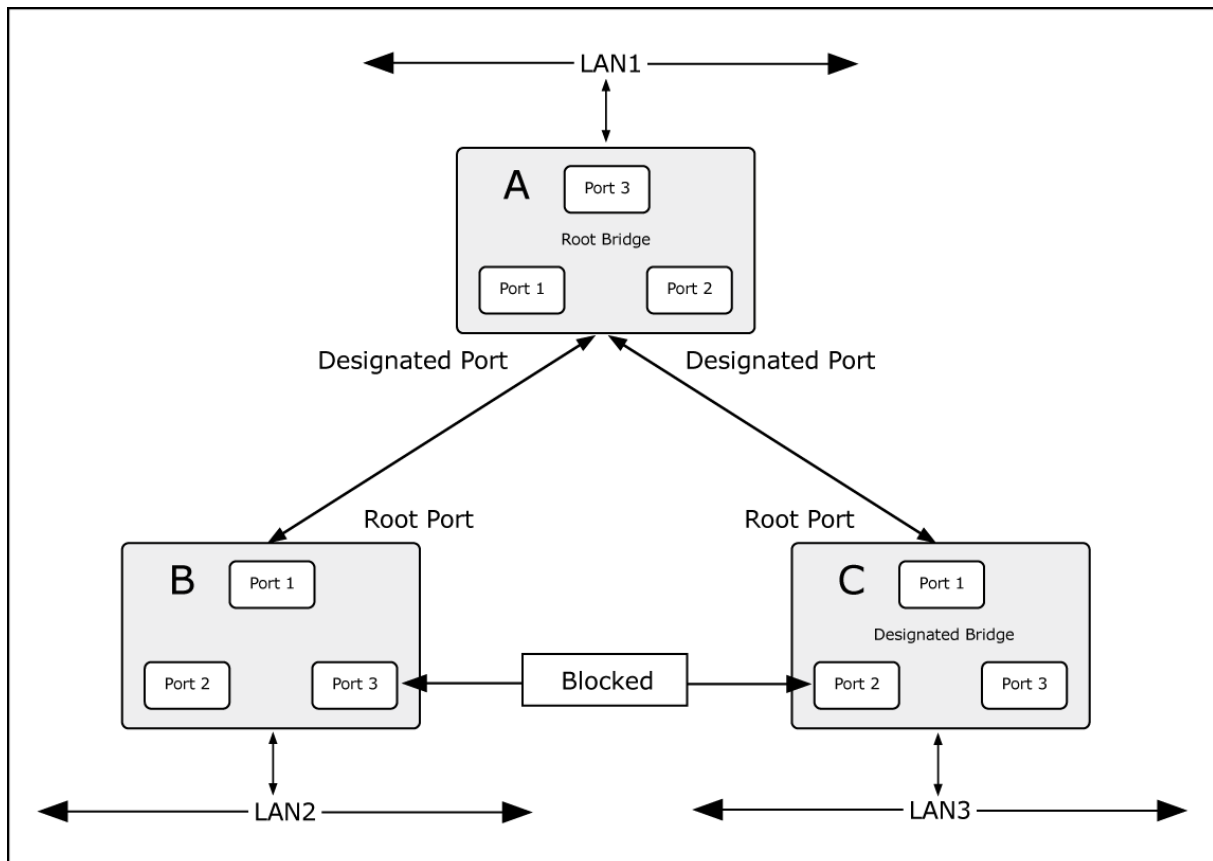 LAN1
A
Port 3
Root Bridge
Port 1
Port 2
Designated Port
Designated Port
Root Port
Root Port
B
Port 1
Port 2
Port 3
Blocked
C
Port 1
Designated Bridge
Port 2
Port 3
LAN2
LAN3